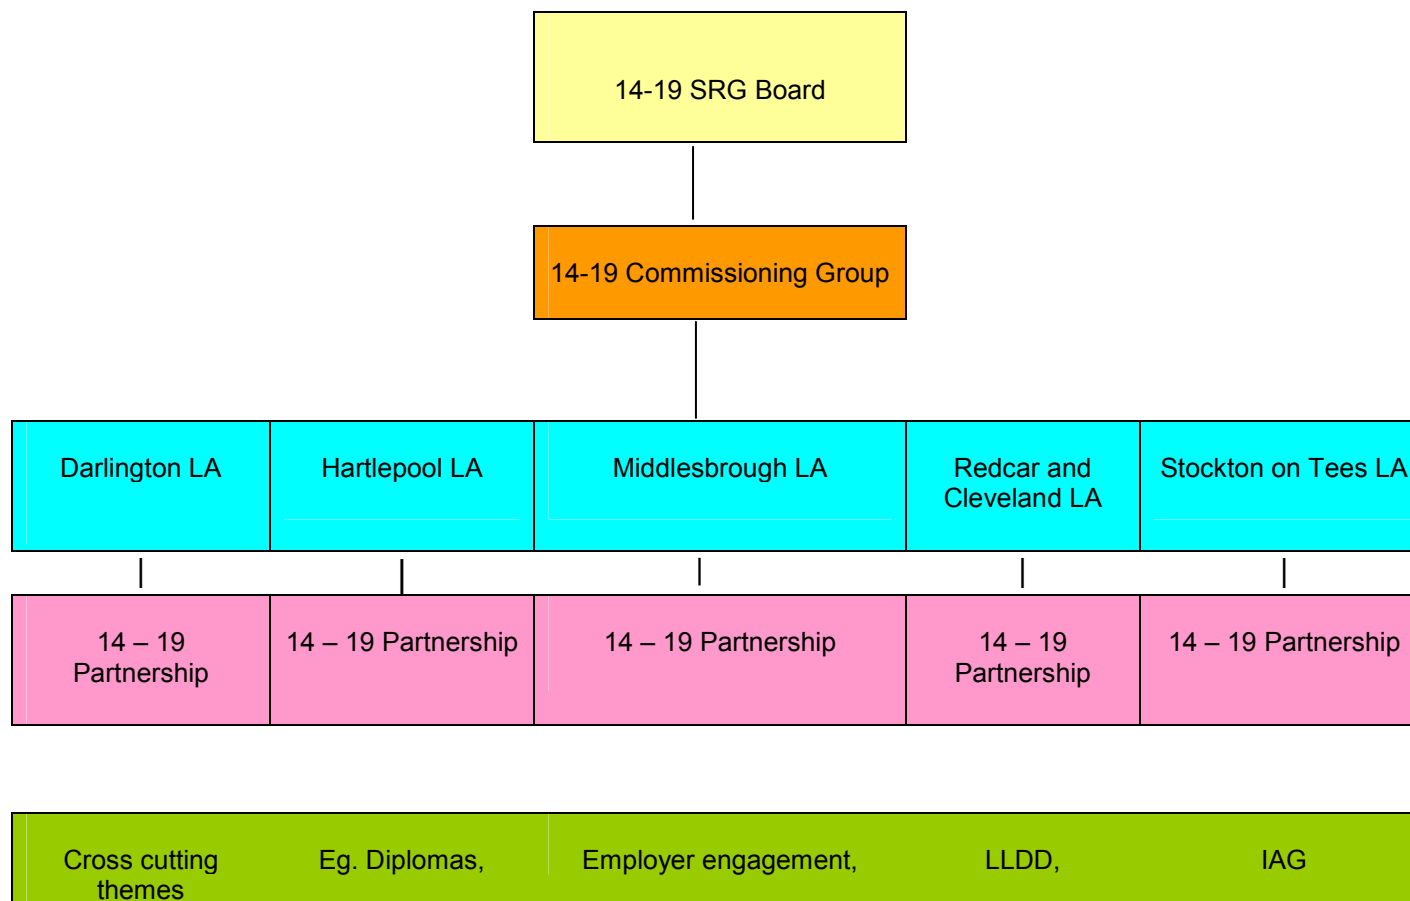 14-19 SRG Board
14-19 Commissioning Group
Darlington LA
Hartlepool LA
Middlesbrough LA
Redcar and
Cleveland LA
Stockton on Tees LA
14 – 19
Partnership
14 – 19 Partnership
14 – 19 Partnership
14 – 19
Partnership
14 – 19 Partnership
Cross cutting
themes
Eg. Diplomas,
Employer engagement,
LLDD,
IAG